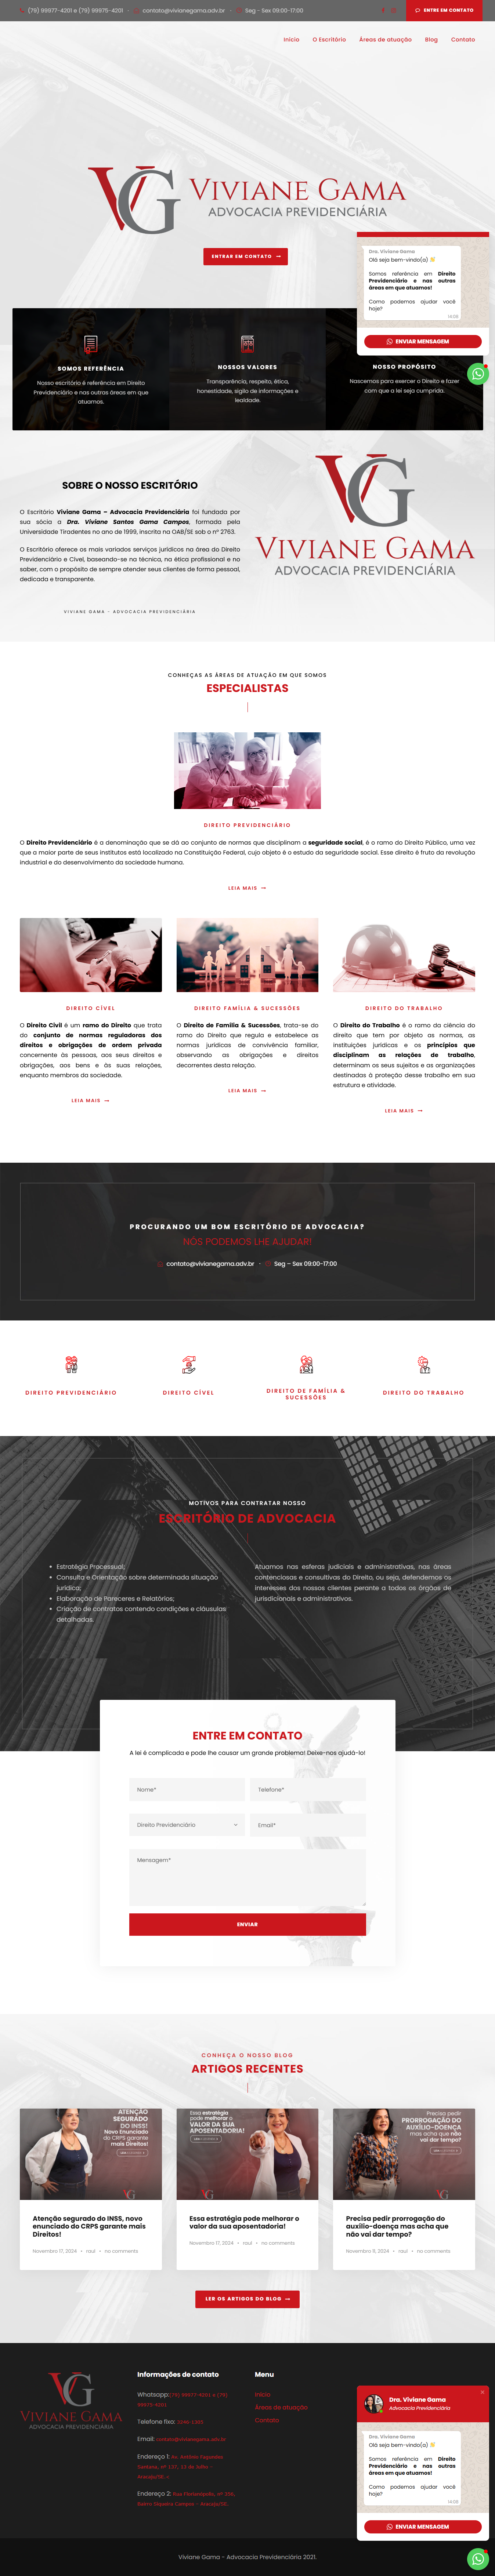 (79) 99977-4201 e (79) 99975-4201 - contato@vivianegama.adv.br - Seg - Sex 09:00-17:00
ENTRE EM CONTATO
Início O Escritório Áreas de atuação Blog Contato
VG VIVIANE GAMA
ADVOCACIA PREVIDENCIÁRIA
ENTRAR EM CONTATO
Dra. Viviane Gama
Olá seja bem-vindo(a)
Somos referência em Direito
Previdenciário e nas outras
áreas em que atuamos!
Como podemos ajudar você
hoje?
14:08
ENVIAR MENSAGEM
SOMOS REFERÊNCIA
Nosso escritório é referência em Direito
Previdenciário e nas outras áreas em que
atuamos.
NOSSOS VALORES
Transparência, respeito, ética,
honestidade, sigilo de informações e
lealdade.
NOSSO PROPÓSITO
Nascemos para exercer o Direito e fazer
com que a lei seja cumprida.
SOBRE O NOSSO ESCRITÓRIO
O Escritório Viviane Gama – Advocacia Previdenciária foi fundada por
sua sócia a Dra. Viviane Santos Gama Campos, formada pela
Universidade Tiradentes no ano de 1999, inscrita na OAB/SE sob o nº 2763.
O Escritório oferece os mais variados serviços jurídicos na área do Direito
Previdenciário e Cível, baseando-se na técnica, na ética profissional e no
saber, com o propósito de sempre atender seus clientes de forma pessoal,
dedicada e transparente.
VIVIANE GAMA - ADVOCACIA PREVIDENCIÁRIA
VG
VIVIANE GAMA
ADVOCACIA PREVIDENCIÁRIA
CONHEÇAS AS ÁREAS DE ATUAÇÃO EM QUE SOMOS
ESPECIALISTAS
DIREITO PREVIDENCIÁRIO
O Direito Previdenciário é a denominação que se dá ao conjunto de normas que disciplinam a seguridade social, é o ramo do Direito Público, uma vez
que a maior parte de seus institutos está localizado na Constituição Federal, cujo objeto é o estudo da seguridade social. Esse direito é fruto da revolução
industrial e do desenvolvimento da sociedade humana.
LEIA MAIS
DIREITO CÍVEL
O Direito Civil é um ramo do Direito que trata
do conjunto de normas reguladoras dos
direitos e obrigações de ordem privada
concernente às pessoas, aos seus direitos e
obrigações, aos bens e às suas relações,
enquanto membros da sociedade.
LEIA MAIS
DIREITO FAMÍLIA & SUCESSÕES
O Direito de Família & Sucessões, trata-se do
ramo do Direito que regula e estabelece as
normas jurídicas de convivência familiar,
observando as obrigações e direitos
decorrentes desta relação.
LEIA MAIS
DIREITO DO TRABALHO
O Direito do Trabalho é o ramo da ciência do
direito que tem por objeto as normas, as
instituições jurídicas e os princípios que
disciplinam as relações de trabalho,
determinam os seus sujeitos e as organizações
destinadas à proteção desse trabalho em sua
estrutura e atividade.
LEIA MAIS
PROCURANDO UM BOM ESCRITÓRIO DE ADVOCACIA?
NÓS PODEMOS LHE AJUDAR!
contato@vivianegama.adv.br - Seg – Sex 09:00-17:00
DIREITO PREVIDENCIÁRIO
DIREITO CÍVEL
DIREITO DE FAMÍLIA &
SUCESSÕES
DIREITO DO TRABALHO
MOTIVOS PARA CONTRATAR NOSSO
ESCRITÓRIO DE ADVOCACIA
Estratégia Processual;
Consulta e Orientação sobre determinada situação
jurídica;
Elaboração de Pareceres e Relatórios;
Criação de contratos contendo condições e cláusulas
detalhadas.
Atuamos nas esferas judiciais e administrativas, nas áreas
contenciosas e consultivas do Direito, ou seja, defendemos os
interesses dos nossos clientes perante a todos os órgãos de
jurisdicionais e administrativos.
ENTRE EM CONTATO
A lei é complicada e pode lhe causar um grande problema! Deixe-nos ajudá-lo!
Nome*
Telefone*
Direito Previdenciário
Email*
Mensagem*
ENVIAR
CONHEÇA O NOSSO BLOG
ARTIGOS RECENTES
ATENÇÃO
SEGURADO
DO INSS!
Novo Enunciado
do CRPS garante
mais Direitos!
Essa estratégia
pode melhorar o
VALOR DA SUA
APOSENTADORIA!
Precisa pedir
PRORROGAÇÃO DO
AUXÍLIO-DOENÇA
mas acha que não
vai dar tempo?
Atenção segurado do INSS, novo
enunciado do CRPS garante mais
Direitos!
Novembro 17, 2024 • raul • no comments
Essa estratégia pode melhorar o
valor da sua aposentadoria!
Novembro 17, 2024 • raul • no comments
Precisa pedir prorrogação do
auxílio-doença mas acha que
não vai dar tempo?
Novembro 11, 2024 • raul • no comments
LER OS ARTIGOS DO BLOG
VG
VIVIANE GAMA
ADVOCACIA PREVIDENCIÁRIA
Informações de contato
Whatsapp: (79) 99977-4201 e (79)
99975-4201
Telefone fixo:
Email: contato@vivianegama.adv.br
Endereço 1:
Endereço 2:
Menu
Início
Áreas de atuação
Contato
Dra. Viviane Gama
Advocacia Previdenciária
Dra. Viviane Gama
Olá seja bem-vindo(a)
Somos referência em Direito
Previdenciário e nas outras
áreas em que atuamos!
Como podemos ajudar você
hoje?
14:08
ENVIAR MENSAGEM
Viviane Gama - Advocacia Previdenciária 2021.